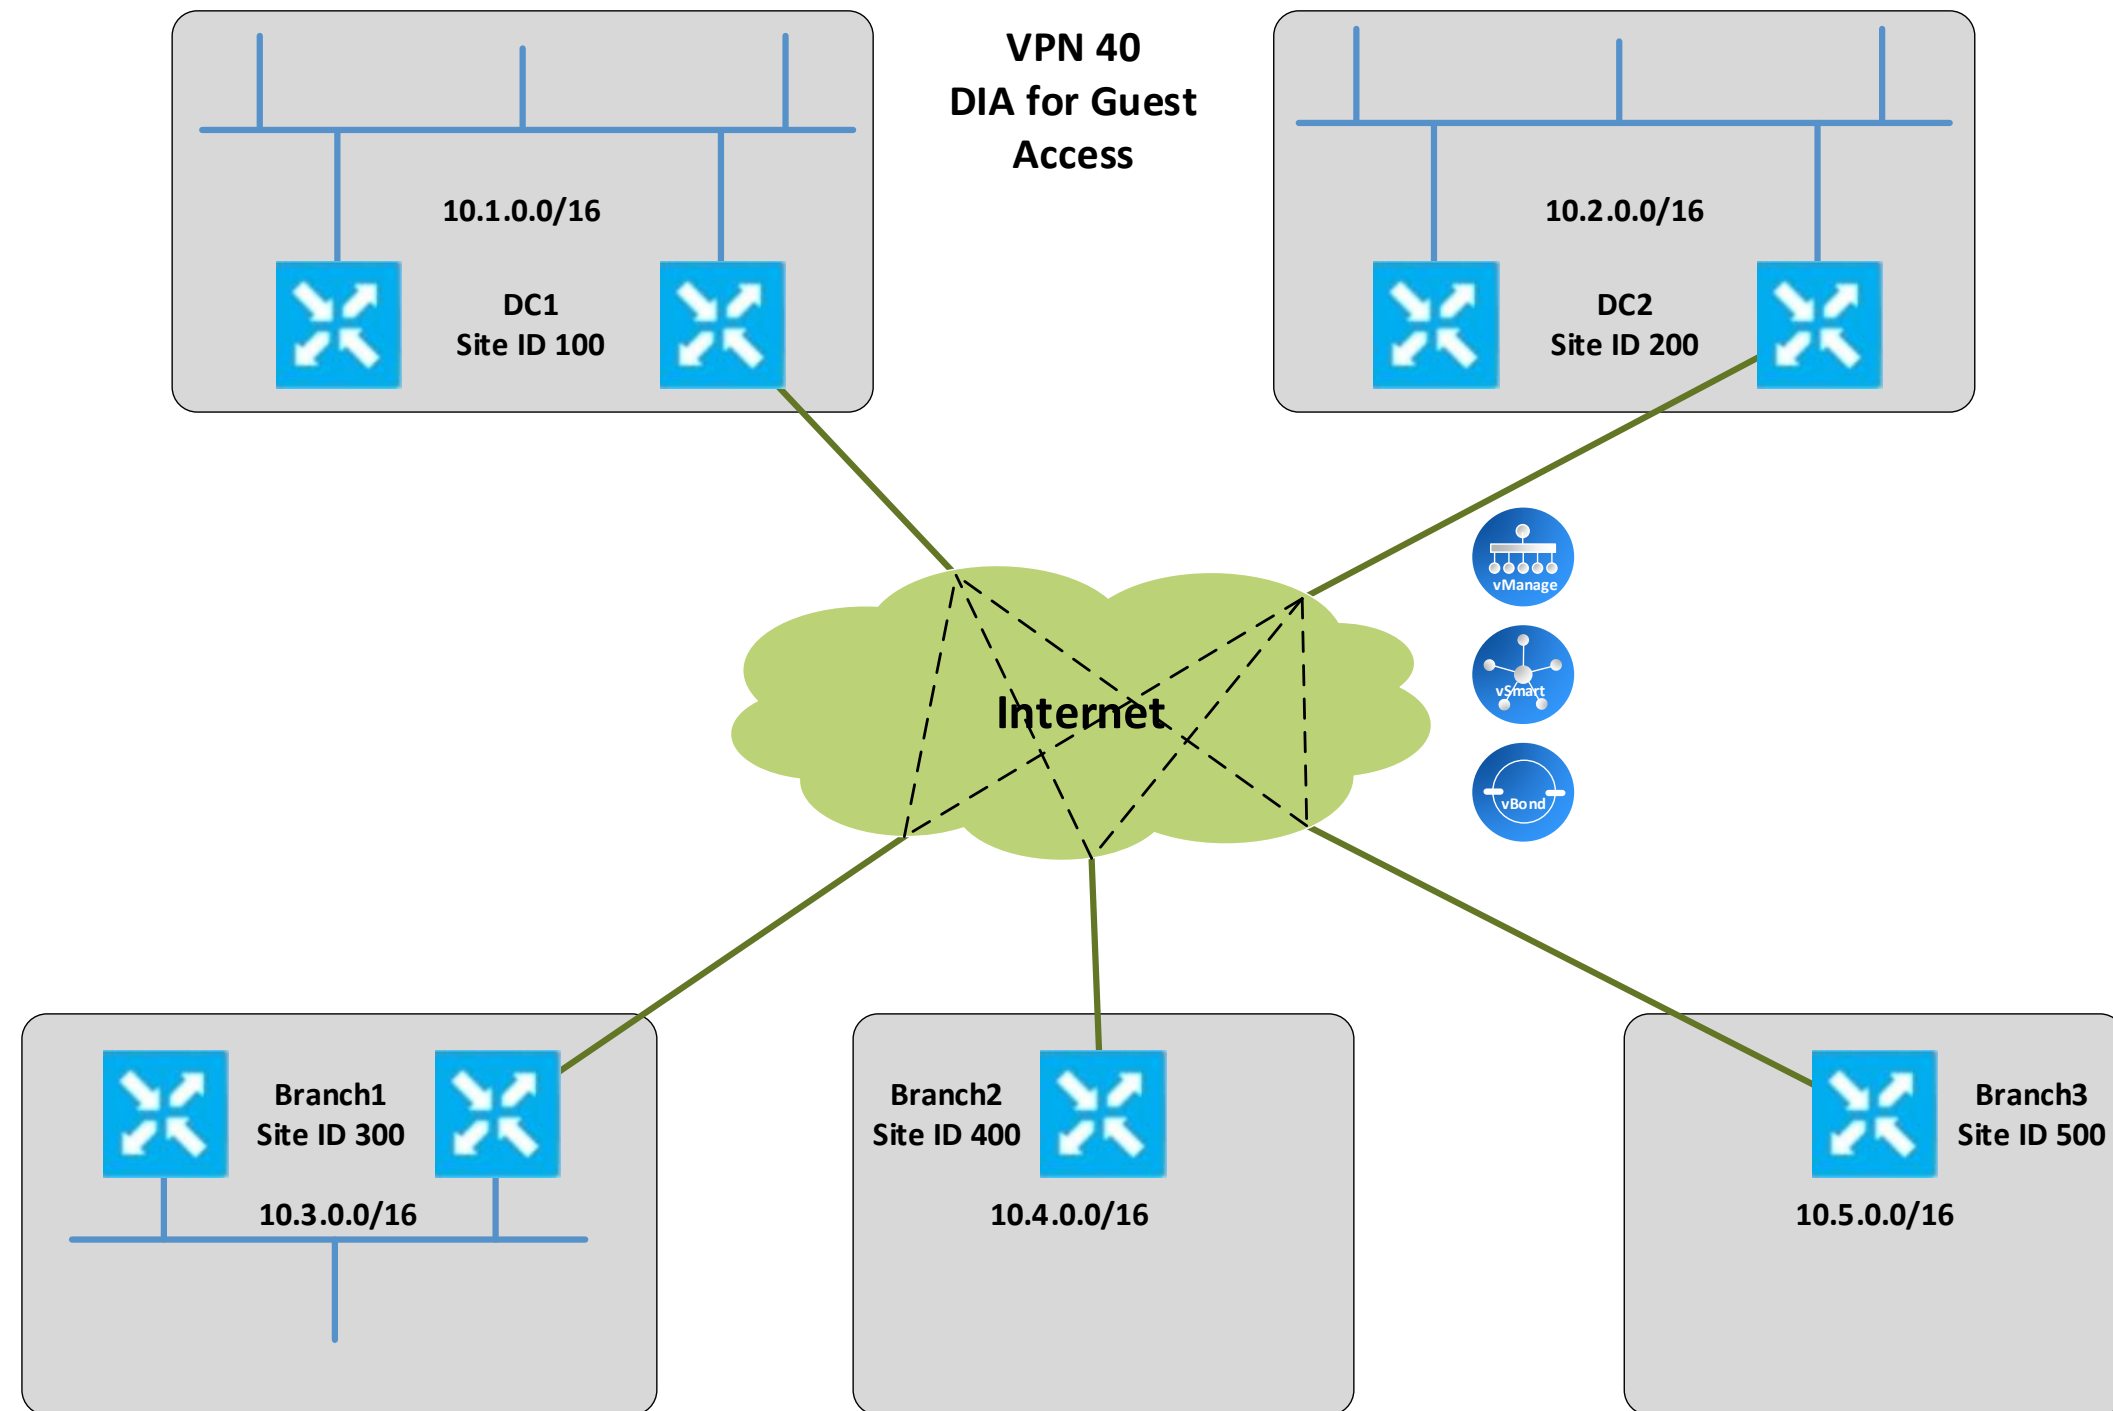 VPN 40
DIA for Guest
Access
10.1.0.0/16
DC1
Site ID 100
10.2.0.0/16
DC2
Site ID 200
vManage
vSmart
vBond
Internet
Branch1
Site ID 300
10.3.0.0/16
Branch2
Site ID 400
10.4.0.0/16
Branch3
Site ID 500
10.5.0.0/16